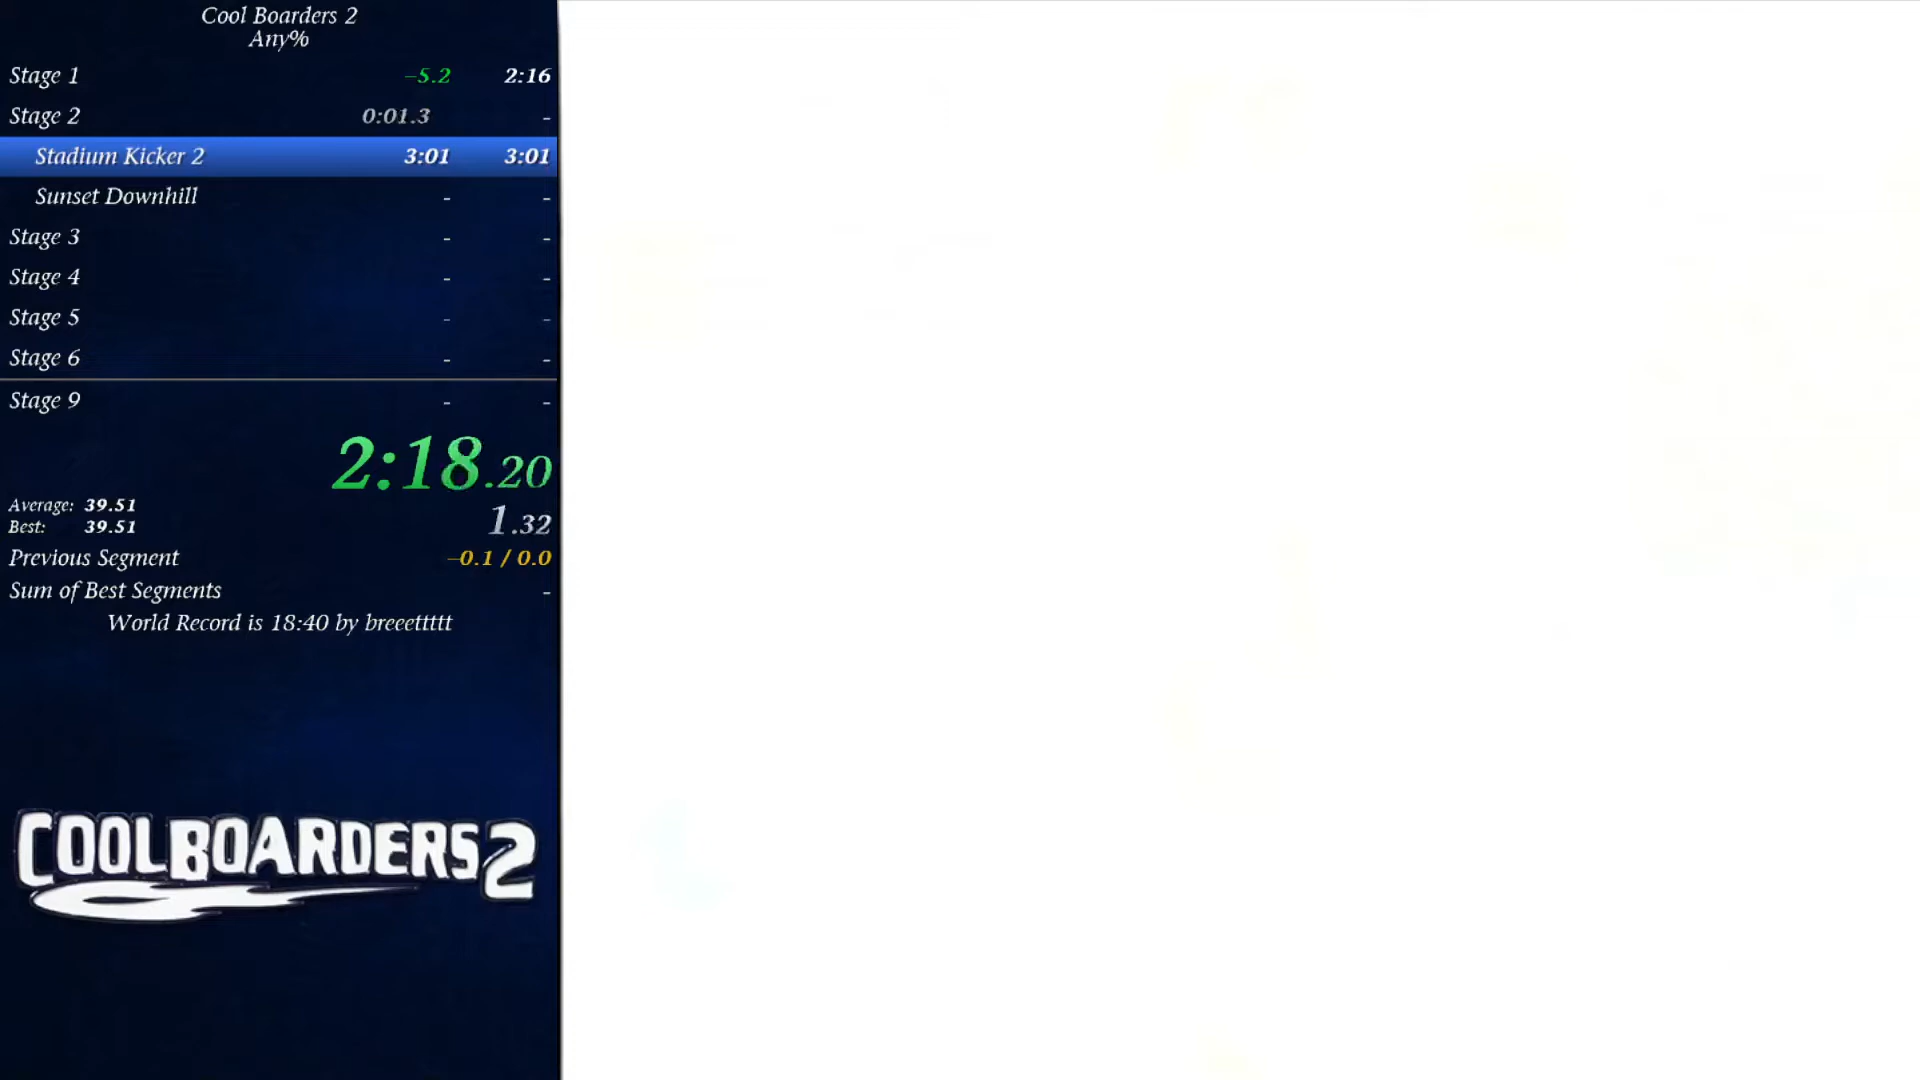 Cool Boarders 2
Any%
Stage 1 −5.2 2:16
Stage 2 0:01.3 -
Stadium Kicker 2 3:01 3:01
Sunset Downhill - -
Stage 3 - -
Stage 4 - -
Stage 5 - -
Stage 6 - -
Stage 9 - -
2:18.20
Average: 39.51
1.32
Best: 39.51
Previous Segment −0.1 / 0.0
Sum of Best Segments -
World Record is 18:40 by breeettttt
COOLBOARDERS2